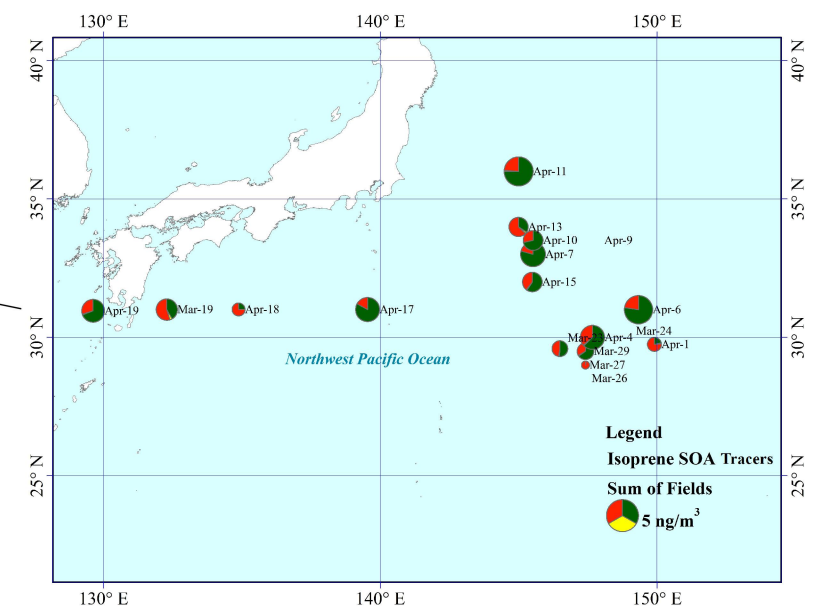 130° E 140° E 150° E
40° N 40° N
Apr-11
35° N 35° N
Apr-13
Apr-10 Apr-9
Apr-7
Apr-15
Apr-19 Mar-19 Apr-18 Apr-17 Apr-6
Mar-24
30° N Mar-23 Apr-4 30° N
Apr-1
Mar-29
Northwest Pacific Ocean
Mar-27
Mar-26
Legend
Isoprene SOA Tracers
25° N 25° N
Sum of Fields
5 ng/m³
130° E 140° E 150° E